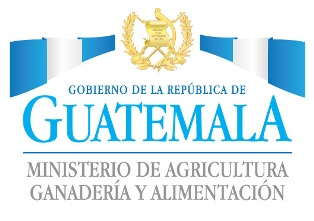 GOBIERNO DE LA REPÚBLICA DE
GUATEMALA
MINISTERIO DE AGRICULTURA
GANADERÍA Y ALIMENTACIÓN